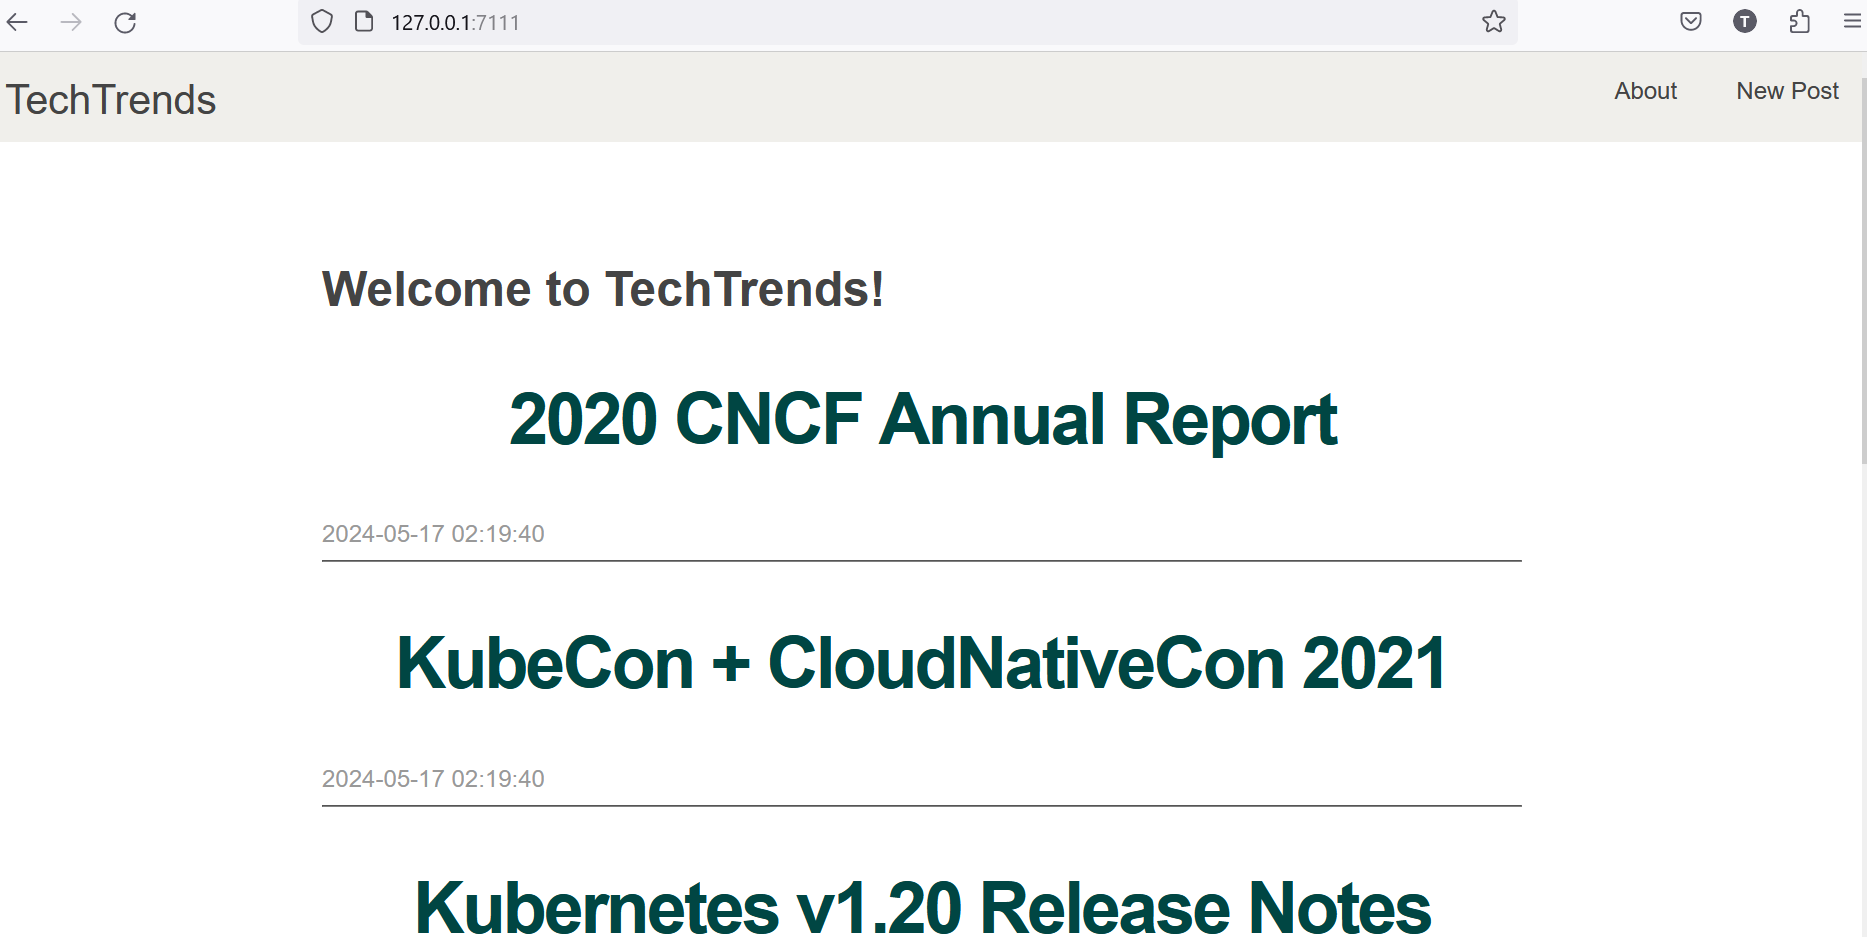 127.0.0.1:7111
T
TechTrends
About
New Post
Welcome to TechTrends!
2020 CNCF Annual Report
2024-05-17 02:19:40
KubeCon + CloudNativeCon 2021
2024-05-17 02:19:40
Kubernetes v1.20 Release Notes